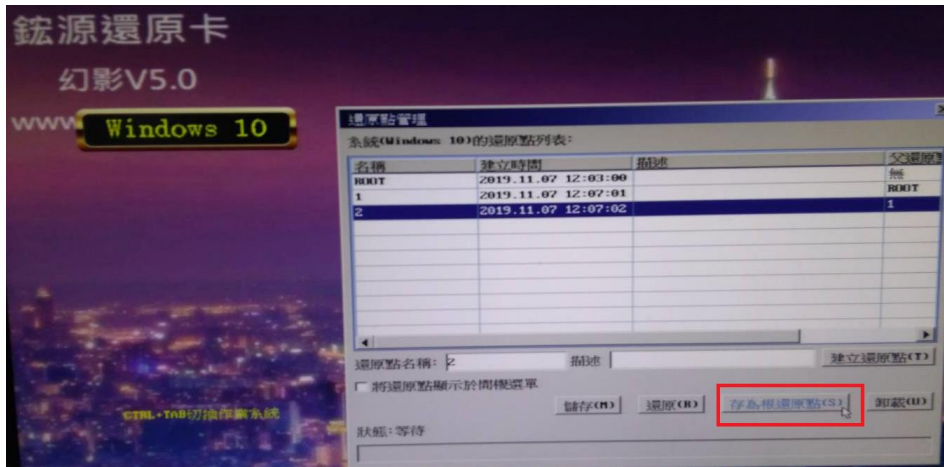 鋐源還原卡
幻影V5.0
www
Windows 10
還原點管理
系統(Windows 10)的還原點列表:
名稱 建立時間 描述 父還原
ROOT 2019.11.07 12:03:00 無
1 2019.11.07 12:07:01 ROOT
2 2019.11.07 12:07:02 1
還原點名稱: 2 描述 建立還原點(T)
將還原點顯示於開機選單
儲存(M) 還原(R) 存為根還原點(S) 卸載(U)
CTRL+TAB切換作業系統
狀態:等待